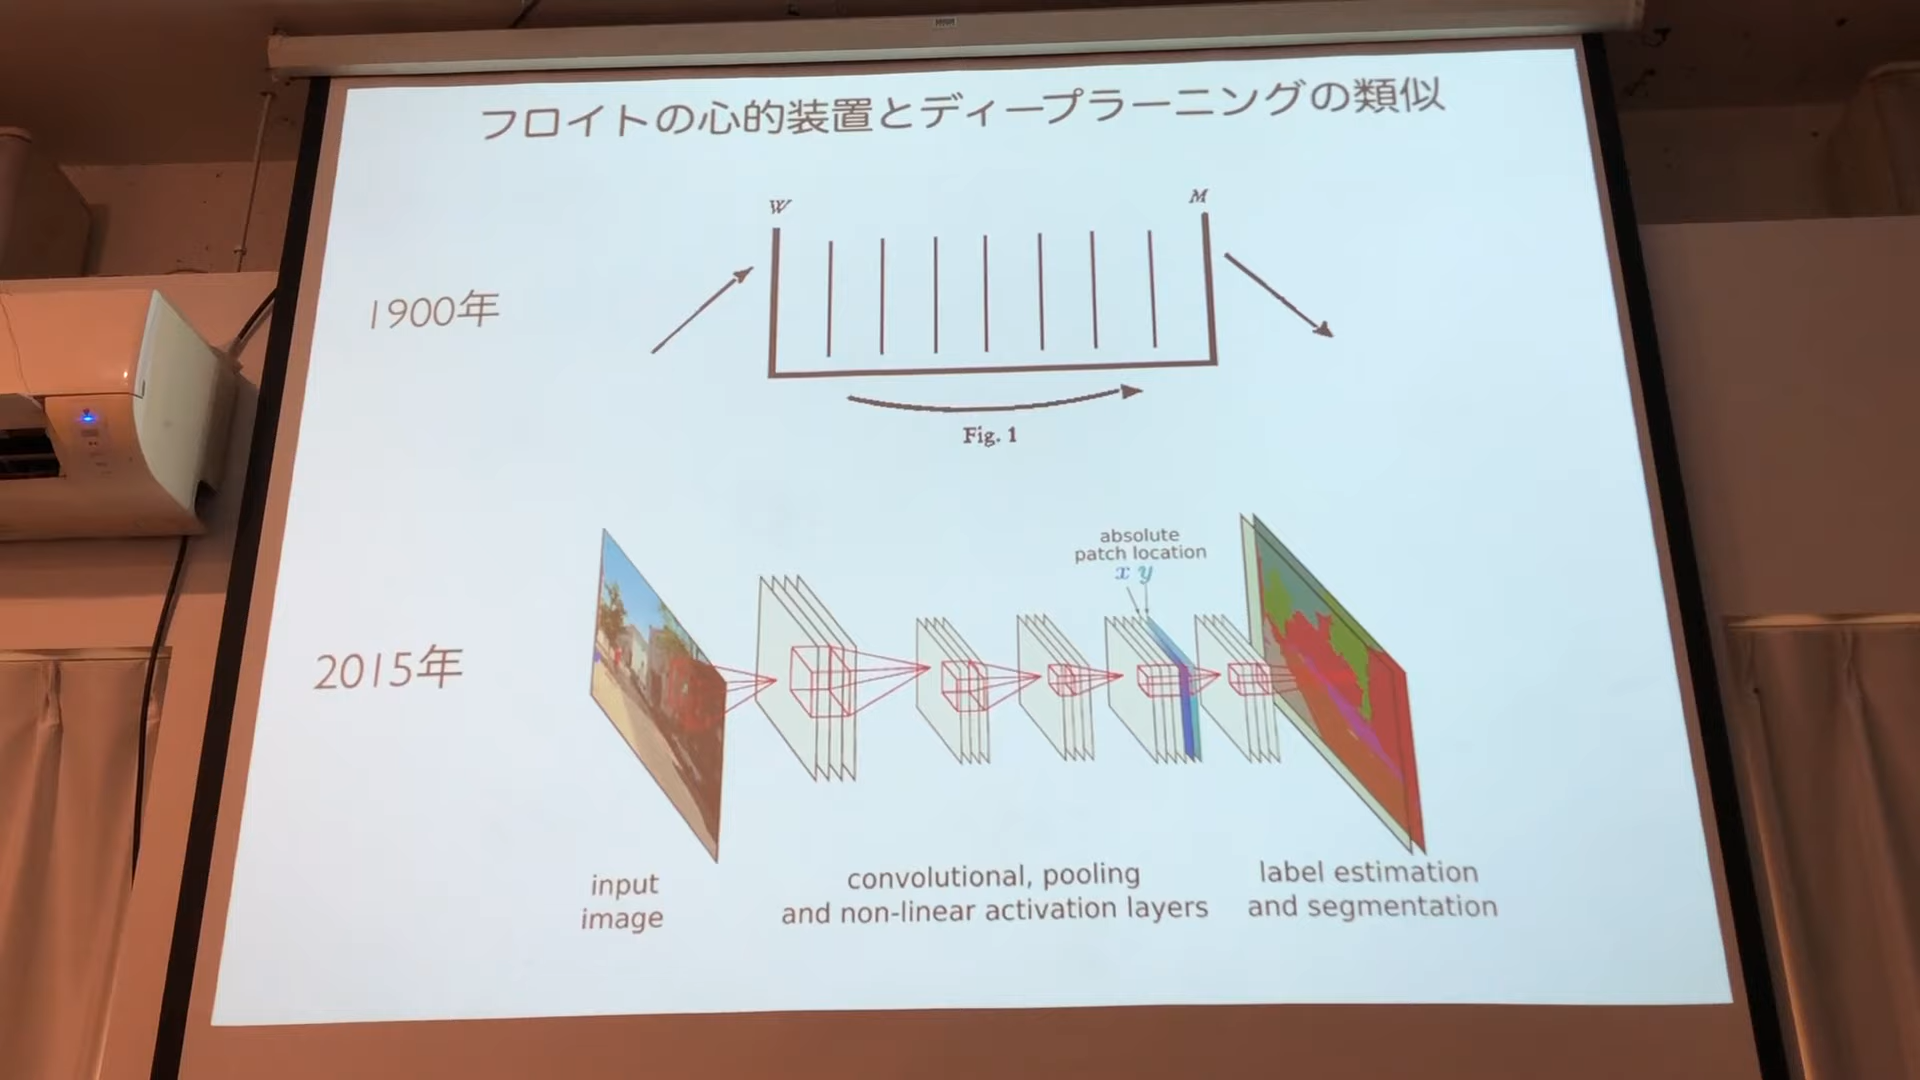 フロイトの心的装置とディープラーニングの類似
W
M
1900年
Fig. 1
absolute
patch location
x y
2015年
input
image
convolutional, pooling
and non-linear activation layers
label estimation
and segmentation